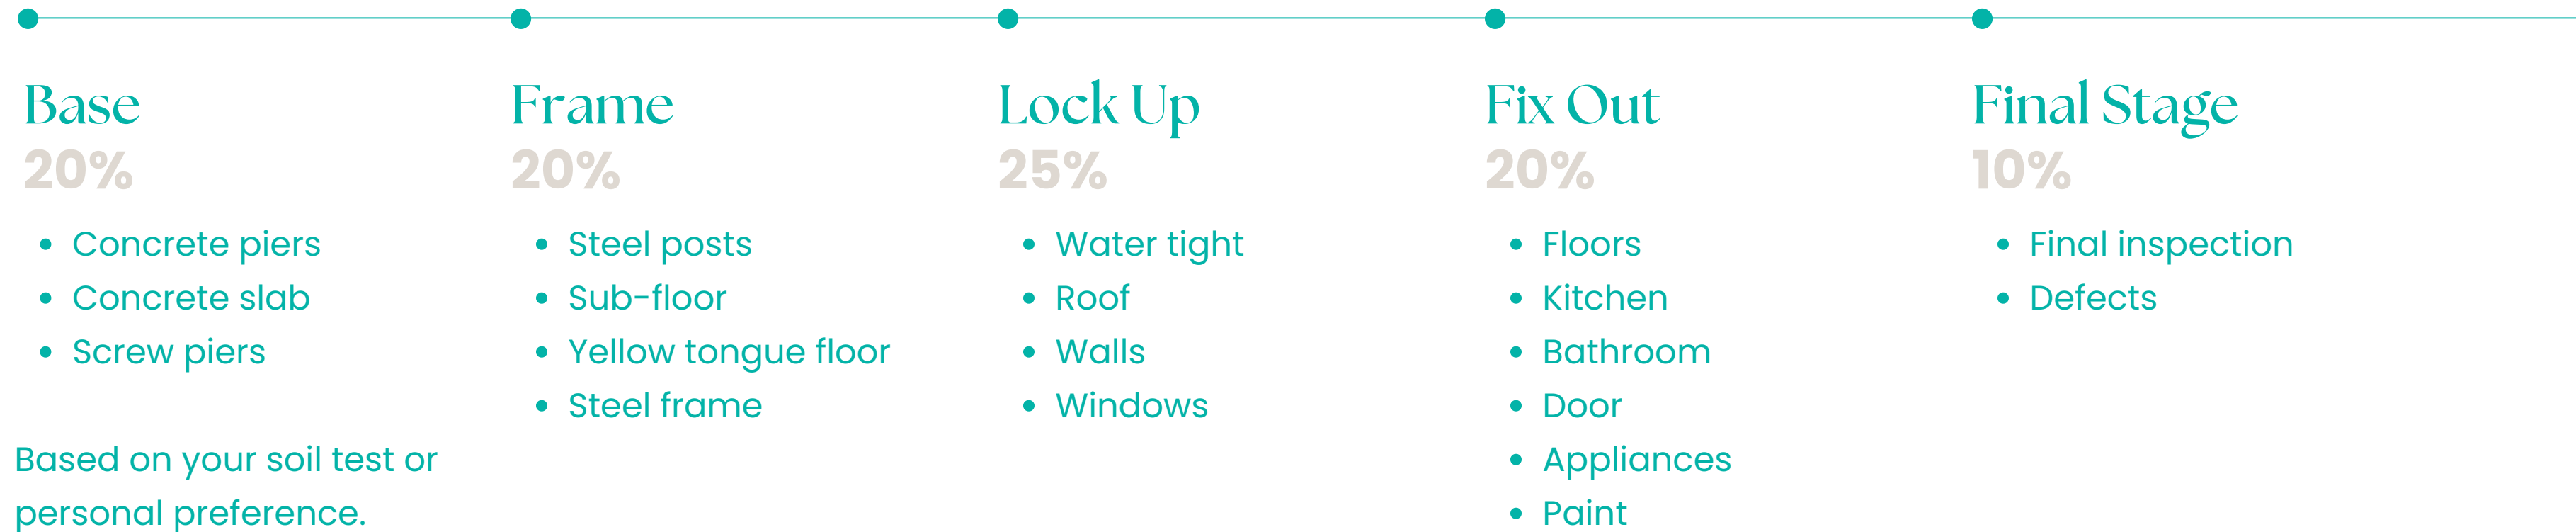 Base
20%
• Concrete piers
• Concrete slab
• Screw piers
Based on your soil test or
personal preference.
Frame
20%
• Steel posts
• Sub-floor
• Yellow tongue floor
• Steel frame
Lock Up
25%
• Water tight
• Roof
• Walls
• Windows
Fix Out
20%
• Floors
• Kitchen
• Bathroom
• Door
• Appliances
• Paint
Final Stage
10%
• Final inspection
• Defects